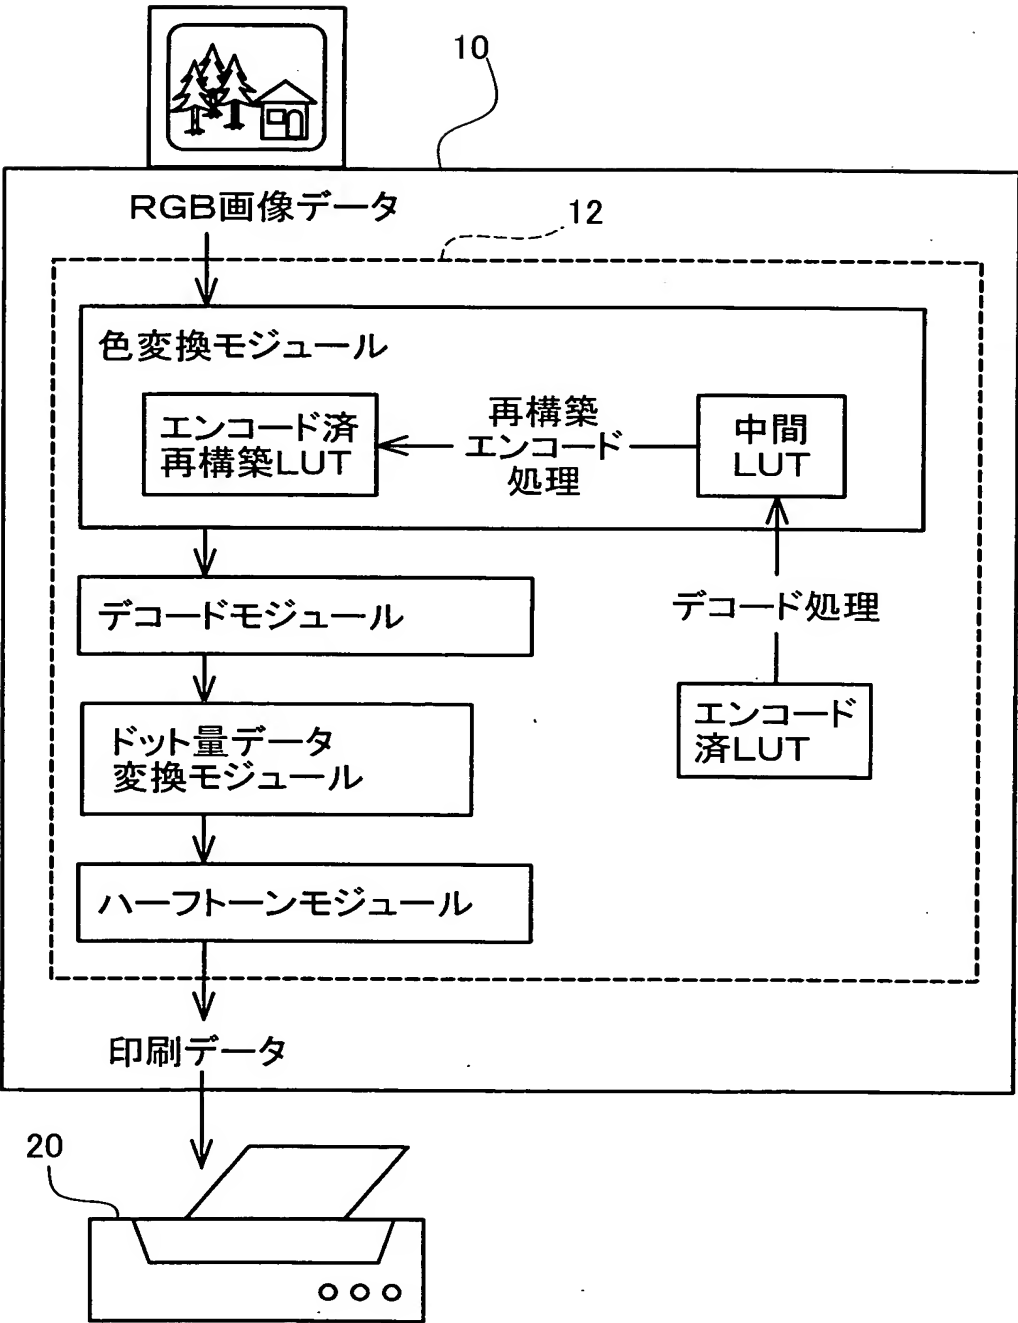 10
RGB画像データ
12
色変換モジュール
エンコード済
再構築LUT
再構築
エンコード
処理
中間
LUT
デコードモジュール
デコード処理
ドット量データ
変換モジュール
エンコード
済LUT
ハーフトーンモジュール
印刷データ
20